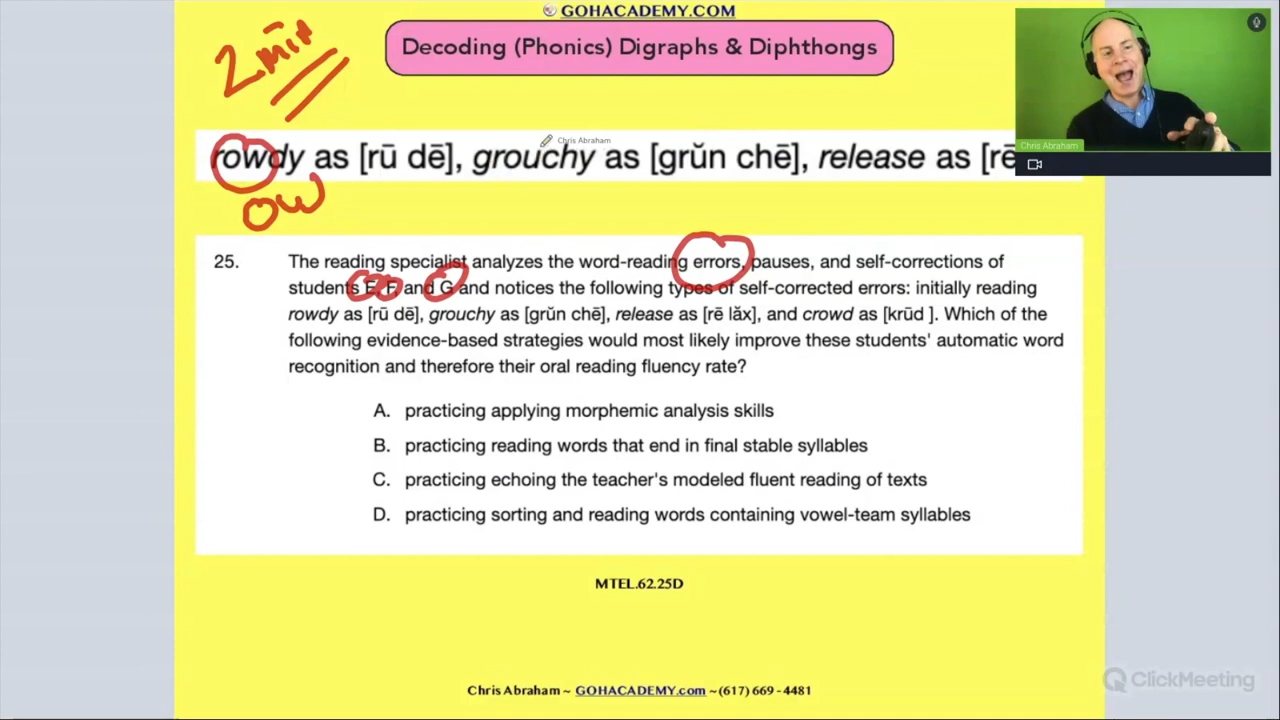 GOHACADEMY.COM
Decoding (Phonics) Digraphs & Diphthongs
2 min
Chris Abraham
rowdy as [rū dē], grouchy as [grŭn chē], release as [rē
Chris Abraham
ow
25. The reading specialist analyzes the word-reading errors, pauses, and self-corrections of
students E, F, and G and notices the following types of self-corrected errors: initially reading
rowdy as [rū dē], grouchy as [grŭn chē], release as [rē lăx], and crowd as [krūd ]. Which of the
following evidence-based strategies would most likely improve these students' automatic word
recognition and therefore their oral reading fluency rate?
A. practicing applying morphemic analysis skills
B. practicing reading words that end in final stable syllables
C. practicing echoing the teacher's modeled fluent reading of texts
D. practicing sorting and reading words containing vowel-team syllables
MTEL.62.25D
Chris Abraham ~ GOHACADEMY.com ~(617) 669 - 4481
ClickMeeting